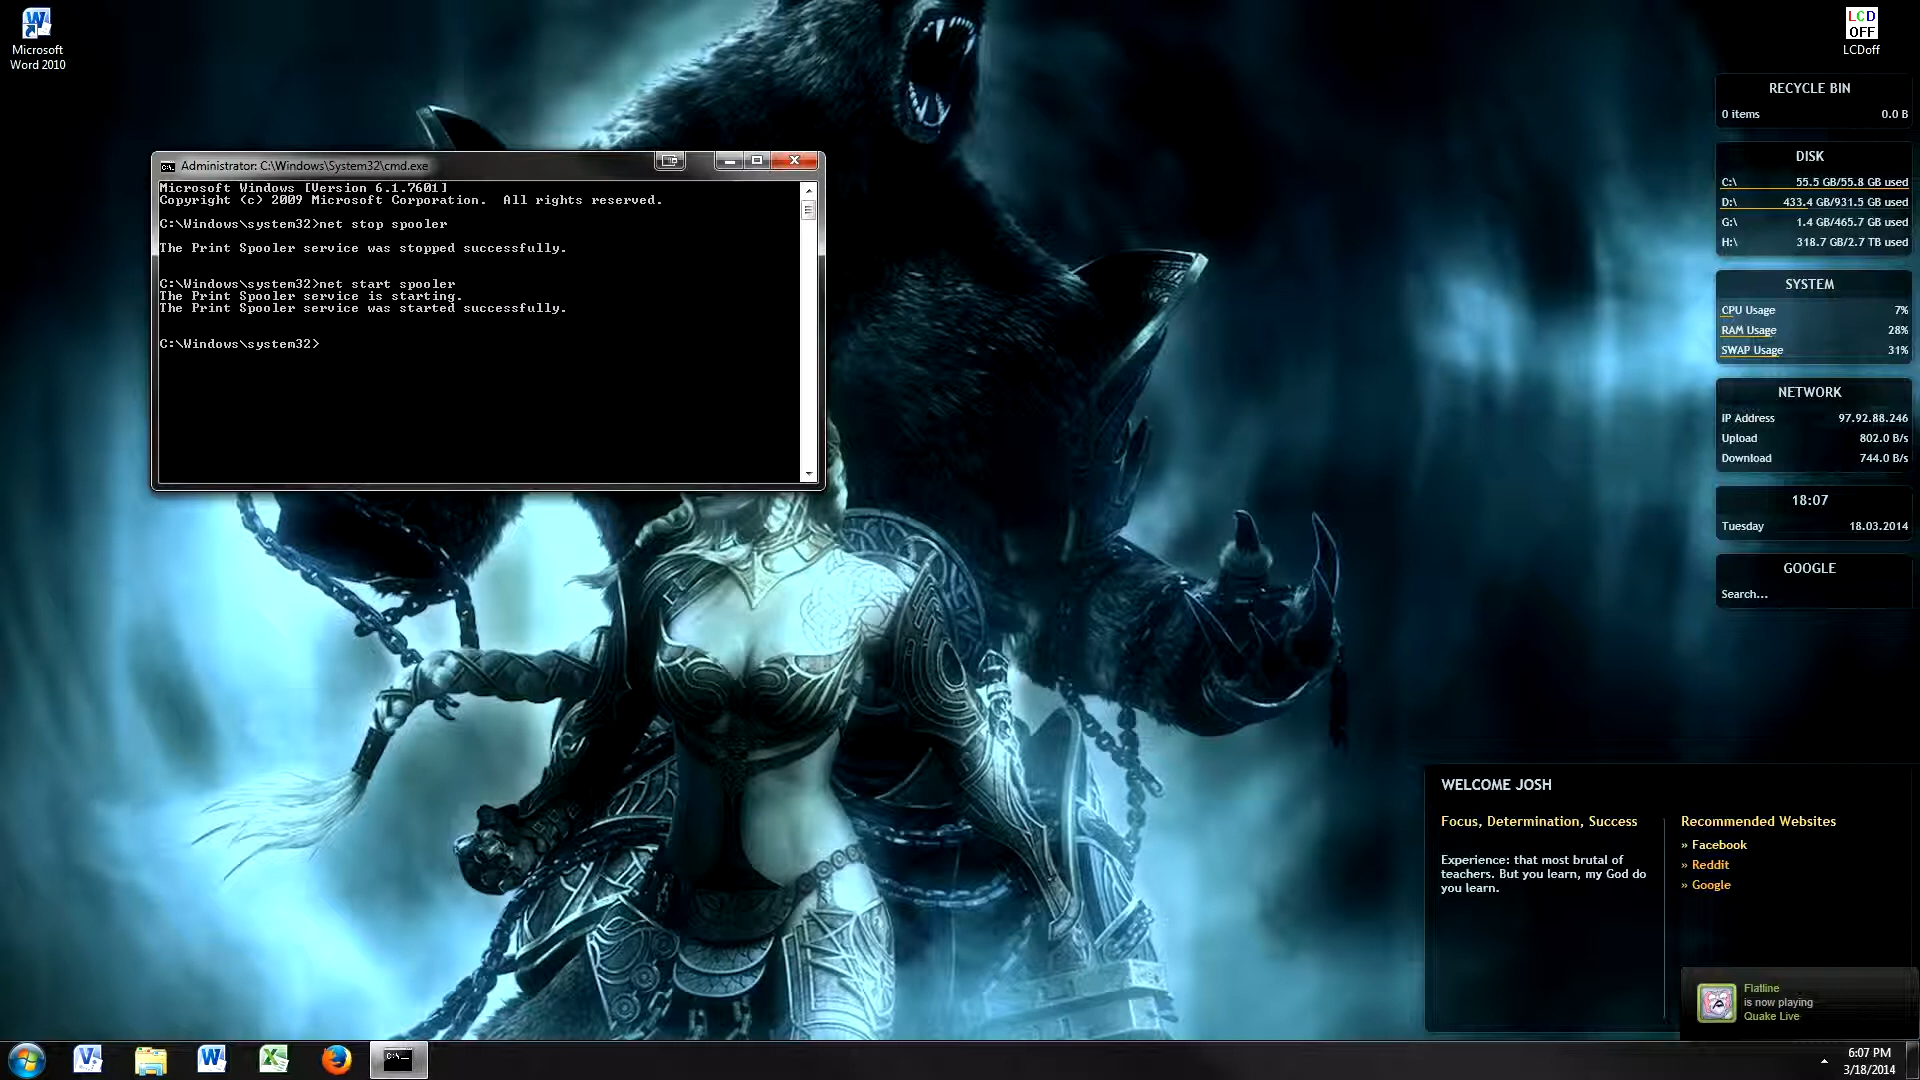 Microsoft
Word 2010
LCD
OFF
LCDoff
Administrator: C:\Windows\System32\cmd.exe
Microsoft Windows [Version 6.1.7601]
Copyright (c) 2009 Microsoft Corporation.  All rights reserved.
C:\Windows\system32>net stop spooler
The Print Spooler service was stopped successfully.
C:\Windows\system32>net start spooler
The Print Spooler service is starting.
The Print Spooler service was started successfully.
C:\Windows\system32>
RECYCLE BIN
0 items 0.0 B
DISK
C:\ 55.5 GB/55.8 GB used
D:\ 433.4 GB/931.5 GB used
G:\ 1.4 GB/465.7 GB used
H:\ 318.7 GB/2.7 TB used
SYSTEM
CPU Usage 7%
RAM Usage 28%
SWAP Usage 31%
NETWORK
IP Address 97.92.88.246
Upload 802.0 B/s
Download 744.0 B/s
18:07
Tuesday 18.03.2014
GOOGLE
Search...
WELCOME JOSH
Focus, Determination, Success
Experience: that most brutal of
teachers. But you learn, my God do
you learn.
Recommended Websites
» Facebook
» Reddit
» Google
Flatline
is now playing
Quake Live
C:\_
6:07 PM
3/18/2014